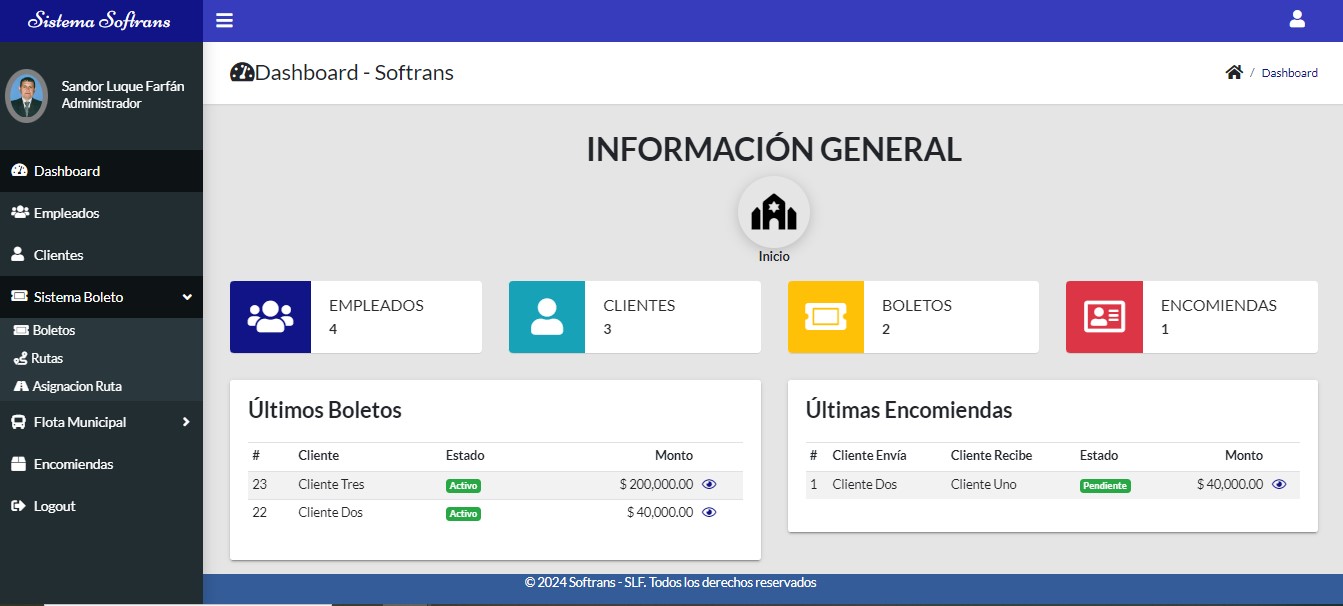 Sistema Softrans
Sandor Luque Farfán
Administrador
Dashboard
Empleados
Clientes
Sistema Boleto
Boletos
Rutas
Asignacion Ruta
Flota Municipal
Encomiendas
Logout
Dashboard - Softrans
/ Dashboard
INFORMACIÓN GENERAL
Inicio
EMPLEADOS
4
CLIENTES
3
BOLETOS
2
ENCOMIENDAS
1
Últimos Boletos
# Cliente Estado Monto
23 Cliente Tres Activo $ 200,000.00
22 Cliente Dos Activo $ 40,000.00
Últimas Encomiendas
# Cliente Envía Cliente Recibe Estado Monto
1 Cliente Dos Cliente Uno Pendiente $ 40,000.00
© 2024 Softrans - SLF. Todos los derechos reservados